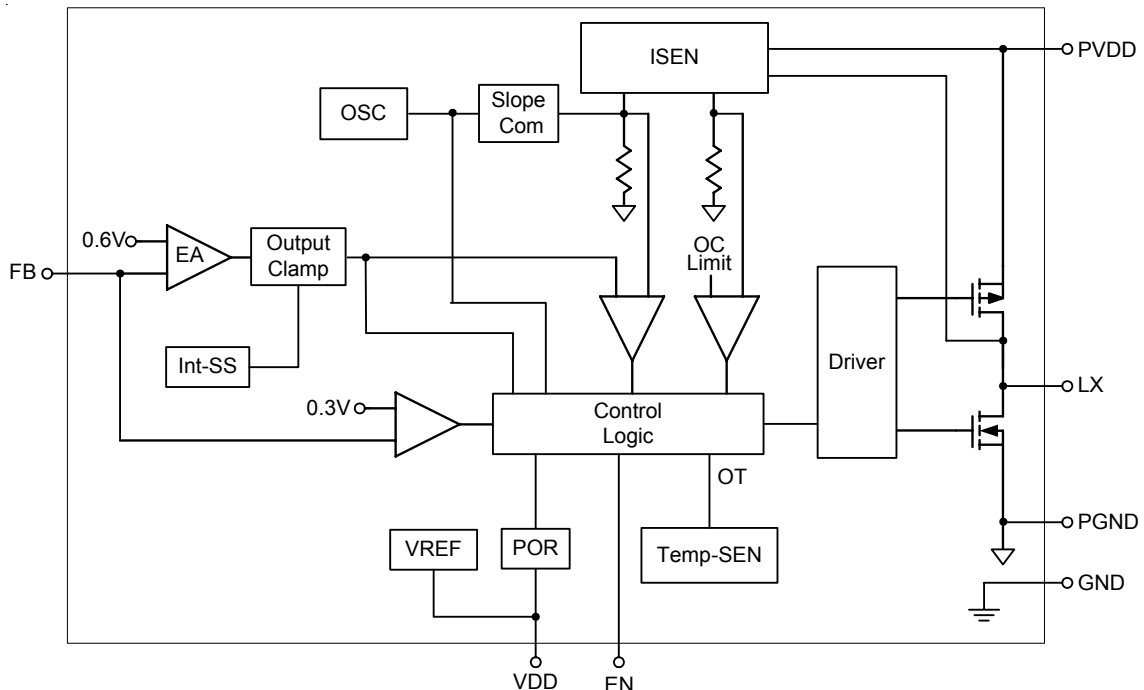 PVDD
ISEN
OSC
Slope
Com
0.6V
EA
Output
Clamp
OC
Limit
FB
Int-SS
Driver
LX
0.3V
Control
Logic
OT
VREF
POR
Temp-SEN
PGND
GND
VDD
EN